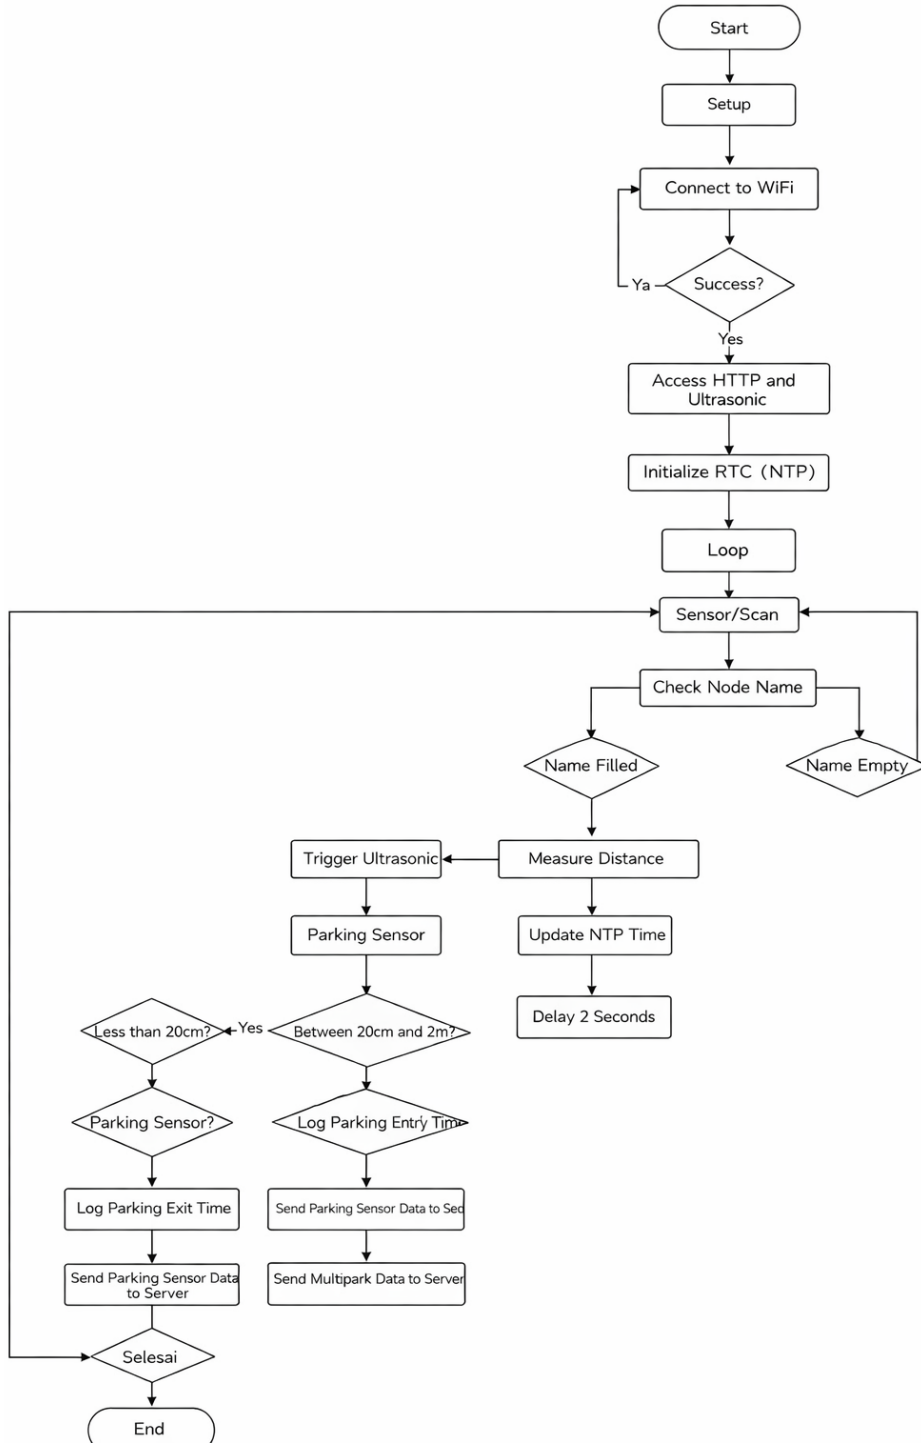 Start
Setup
Connect to WiFi
Ya
Success?
Yes
Access HTTP and
Ultrasonic
Initialize RTC (NTP)
Loop
Sensor/Scan
Check Node Name
Name Filled
Name Empty
Trigger Ultrasonic
Measure Distance
Parking Sensor
Update NTP Time
Less than 20cm?
Yes
Between 20cm and 2m?
Delay 2 Seconds
Parking Sensor?
Log Parking Entry Time
Log Parking Exit Time
Send Parking Sensor Data to Sed
Send Parking Sensor Data
to Server
Send Multipark Data to Server
Selesai
End